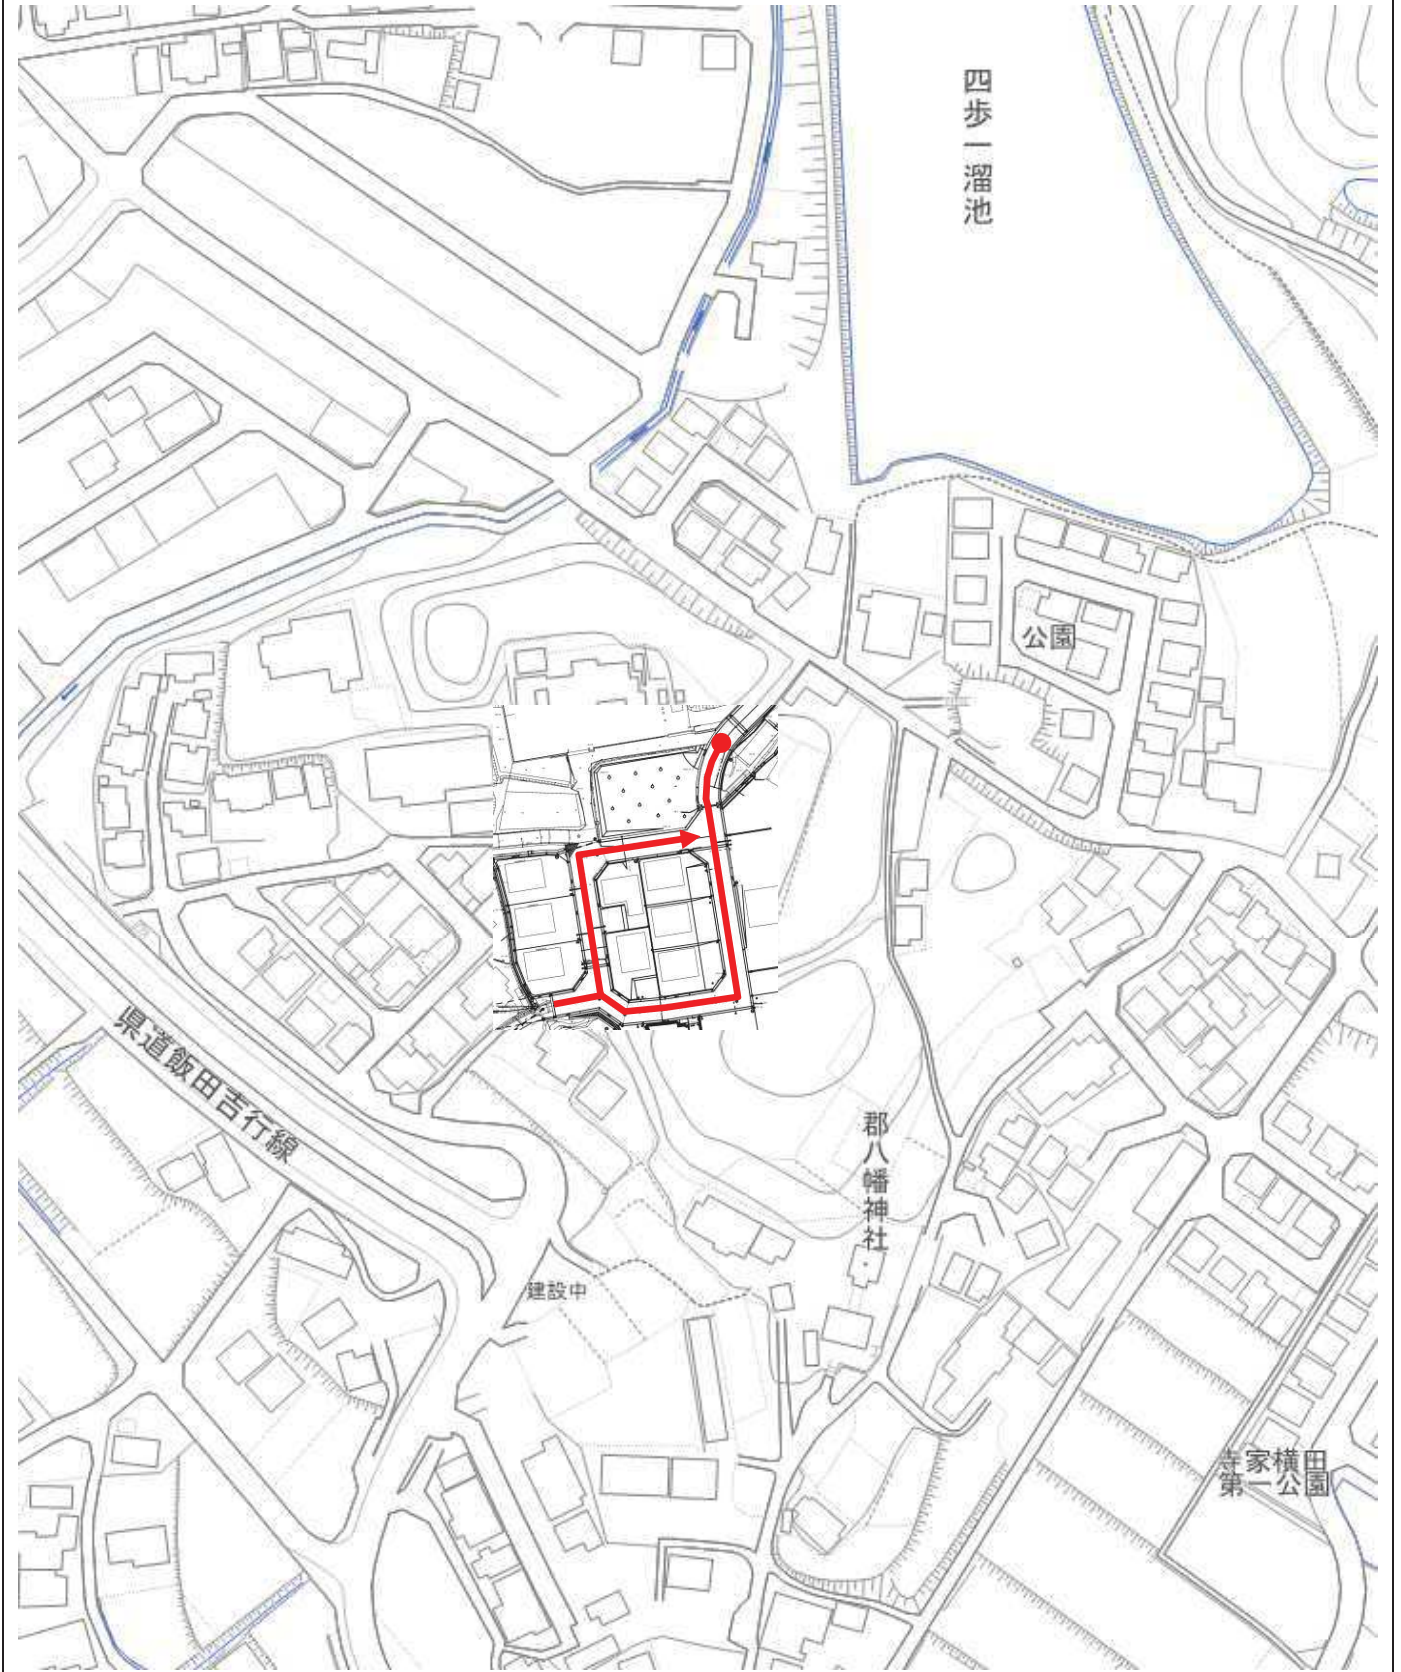 四歩一溜池
公園
県道飯田吉行線
郡八幡神社
建設中
寺家横田
第一公園